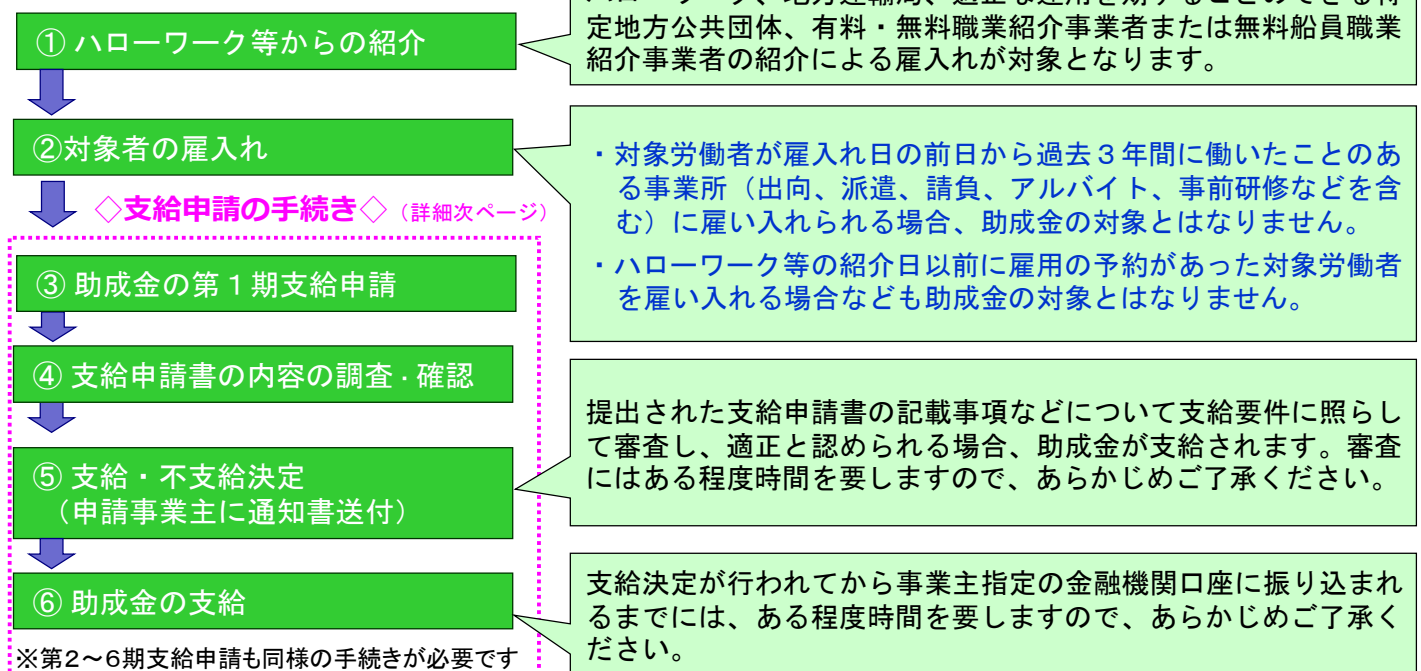 ① ハローワーク等からの紹介
定地方公共団体、有料・無料職業紹介事業者または無料船員職業
紹介事業者の紹介による雇入れが対象となります。
②対象者の雇入れ
・対象労働者が雇入れ日の前日から過去3年間に働いたことのあ
る事業所（出向、派遣、請負、アルバイト、事前研修などを含
む）に雇い入れられる場合、助成金の対象とはなりません。
・ハローワーク等の紹介日以前に雇用の予約があった対象労働者
を雇い入れる場合なども助成金の対象とはなりません。
◇支給申請の手続き◇（詳細次ページ）
③ 助成金の第1期支給申請
④ 支給申請書の内容の調査・確認
⑤ 支給・不支給決定
（申請事業主に通知書送付）
提出された支給申請書の記載事項などについて支給要件に照らし
て審査し、適正と認められる場合、助成金が支給されます。審査
にはある程度時間を要しますので、あらかじめご了承ください。
⑥ 助成金の支給
支給決定が行われてから事業主指定の金融機関口座に振り込まれ
るまでには、ある程度時間を要しますので、あらかじめご了承く
ださい。
※第2～6期支給申請も同様の手続きが必要です